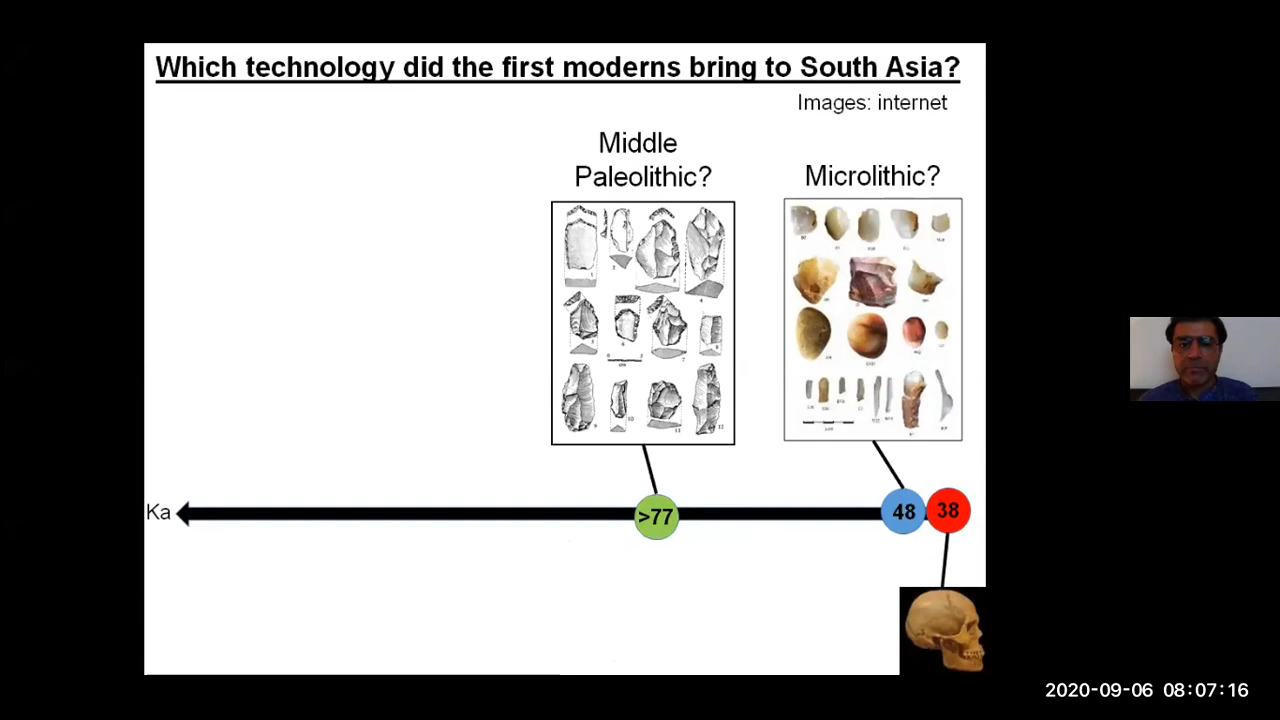 Which technology did the first moderns bring to South Asia?
Images: internet
Middle
Paleolithic?
Microlithic?
Ka
>77
48
38
2020-09-06 08:07:16